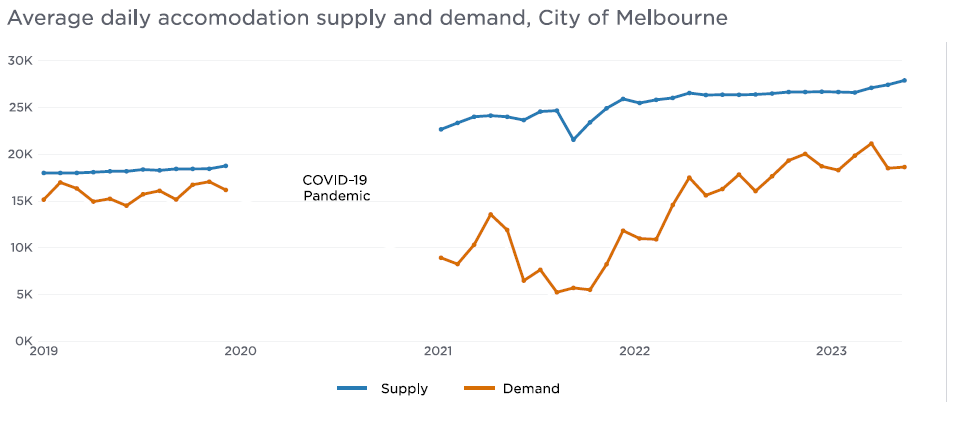 Average daily accomodation supply and demand, City of Melbourne
30K
25K
20K
15K
10K
5K
0K
COVID-19
Pandemic
2019 2020 2021 2022 2023
Supply Demand